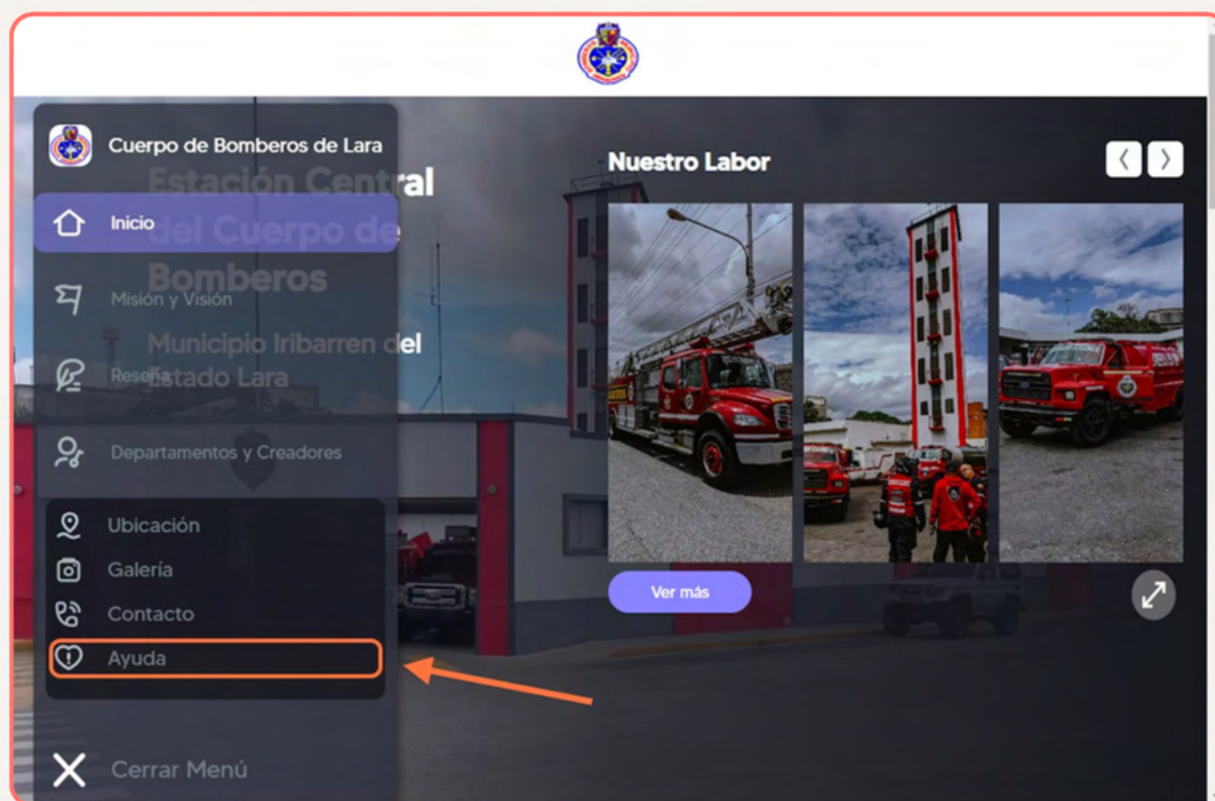 Cuerpo de Bomberos de Lara
Estación Central
del Cuerpo de
Bomberos
Municipio Iribarren del
Estado Lara
Inicio
Misión y Visión
Reseña
Departamentos y Creadores
Ubicación
Galería
Contacto
Ayuda
Cerrar Menú
Nuestro Labor
Ver más